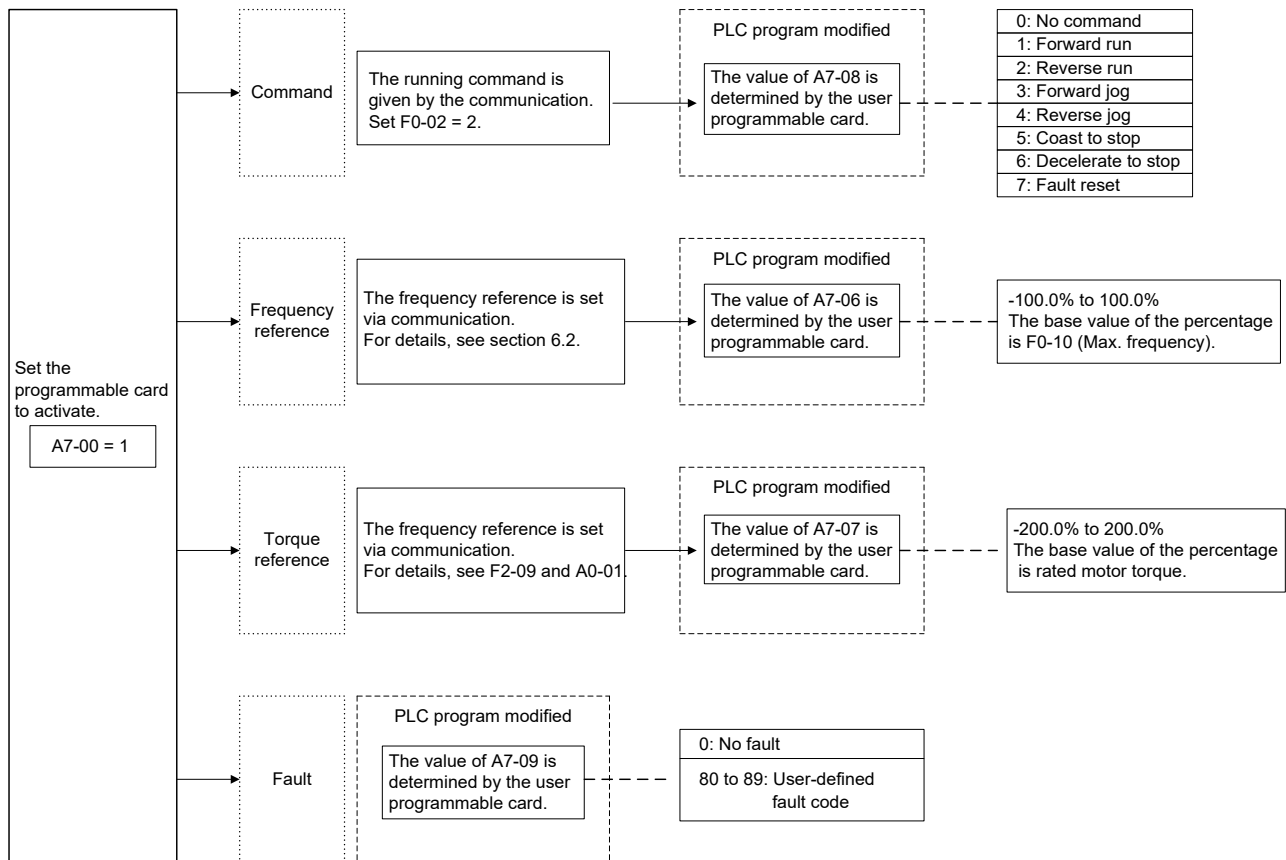 Set the
programmable card
to activate.
A7-00 = 1
Command
The running command is
given by the communication.
Set F0-02 = 2.
PLC program modified
The value of A7-08 is
determined by the user
programmable card.
0: No command
1: Forward run
2: Reverse run
3: Forward jog
4: Reverse jog
5: Coast to stop
6: Decelerate to stop
7: Fault reset
Frequency
reference
The frequency reference is set
via communication.
For details, see section 6.2.
PLC program modified
The value of A7-06 is
determined by the user
programmable card.
-100.0% to 100.0%
The base value of the percentage
is F0-10 (Max. frequency).
Torque
reference
The frequency reference is set
via communication.
For details, see F2-09 and A0-01.
PLC program modified
The value of A7-07 is
determined by the user
programmable card.
-200.0% to 200.0%
The base value of the percentage
is rated motor torque.
Fault
PLC program modified
The value of A7-09 is
determined by the user
programmable card.
0: No fault
80 to 89: User-defined
fault code